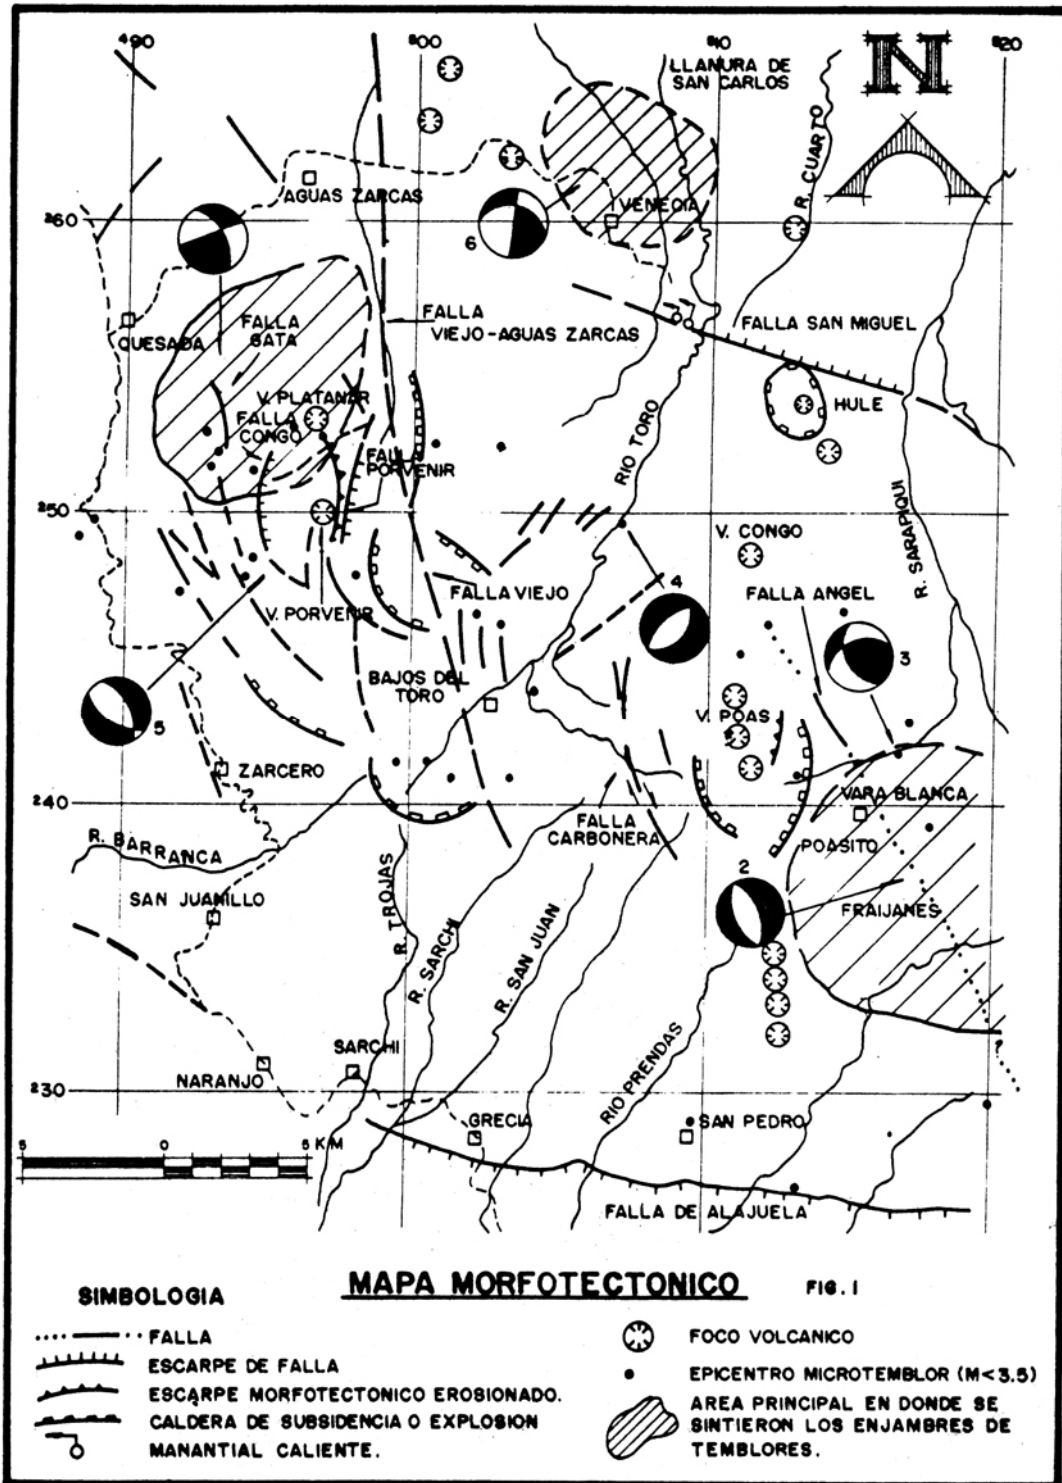 490
500
510
520
N
LLANURA DE
SAN CARLOS
R. CUARTO
AGUAS ZARCAS
260
6
VENECIA
FALLA
VIEJO-AGUAS ZARCAS
FALLA SAN MIGUEL
QUESADA
FALLA
GATA
V. PLATANAR
FALLA
CONGO
FALLA
PORVENIR
HULE
RIO TORO
250
V. CONGO
R. SARAPIQUI
V. PORVENIR
FALLA VIEJO
4
FALLA ANGEL
3
5
BAJOS DEL
TORO
V. POAS
ZARCERO
240
VARA BLANCA
R. BARRANCA
FALLA
CARBONERA
POASITO
2
SAN JUANILLO
R. TROJAS
R. SARCHI
R. SAN JUAN
FRAIJANES
?
SARCHI
NARANJO
230
RIO PRENDAS
GRECIA
SAN PEDRO
5 0 5 KM
FALLA DE ALAJUELA
MAPA MORFOTECTONICO
FIG. 1
SIMBOLOGIA
FALLA
ESCARPE DE FALLA
ESCARPE MORFOTECTONICO EROSIONADO.
CALDERA DE SUBSIDENCIA O EXPLOSION
MANANTIAL CALIENTE.
FOCO VOLCANICO
EPICENTRO MICROTEMBLOR (M<3.5)
AREA PRINCIPAL EN DONDE SE
SINTIERON LOS ENJAMBRES DE
TEMBLORES.